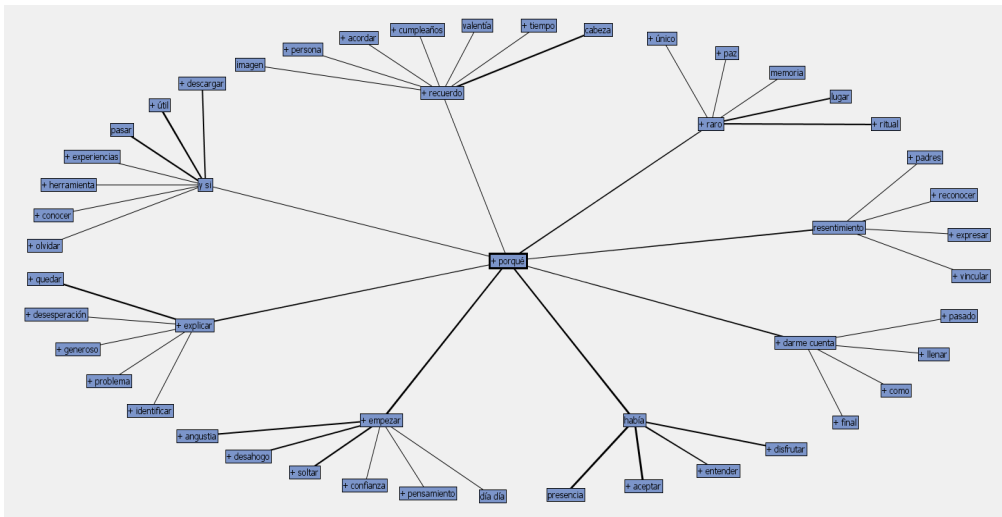 + cumpleaños
valentía
+ tiempo
cabeza
+ acordar
+ persona
imagen
+ recuerdo
+ único
+ paz
memoria
lugar
+ ritual
+ raro
+ descargar
+ útil
pasar
+ experiencias
+ herramienta
+ conocer
+ olvidar
y si
+ padres
+ reconocer
+ expresar
+ vincular
resentimiento
+ porqué
+ quedar
+ desesperación
+ generoso
+ problema
+ identificar
+ explicar
+ pasado
+ llenar
+ como
+ final
+ darme cuenta
+ empezar
+ angustia
+ desahogo
+ soltar
+ confianza
+ pensamiento
día día
había
+ disfrutar
+ entender
+ aceptar
presencia